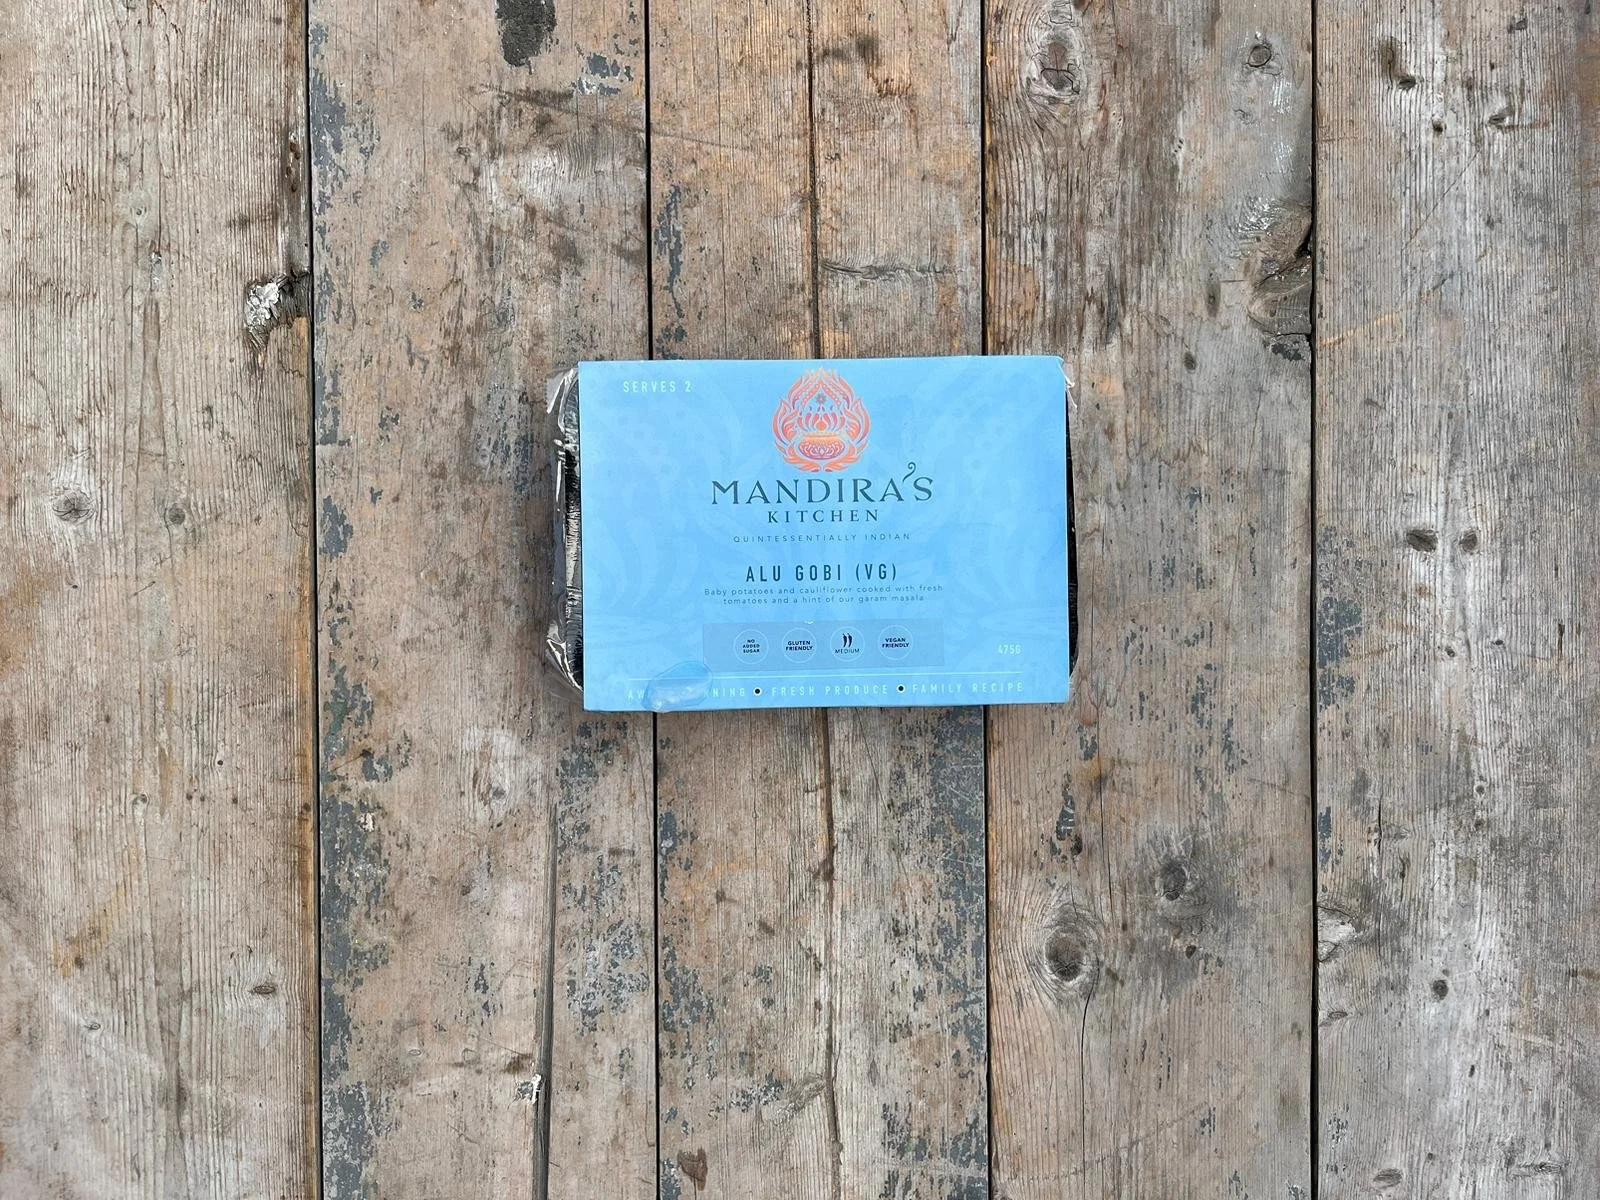 SERVES 2
MANDIRA'S
KITCHEN
QUINTESSENTIALLY INDIAN
ALU GOBI (VG)
Baby potatoes and cauliflower cooked with fresh
tomatoes and a hint of our garam masala
NO
ADDED
SUGAR
GLUTEN
FRIENDLY
MEDIUM
VEGAN
FRIENDLY
475G
• FRESH PRODUCE • FAMILY RECIPE